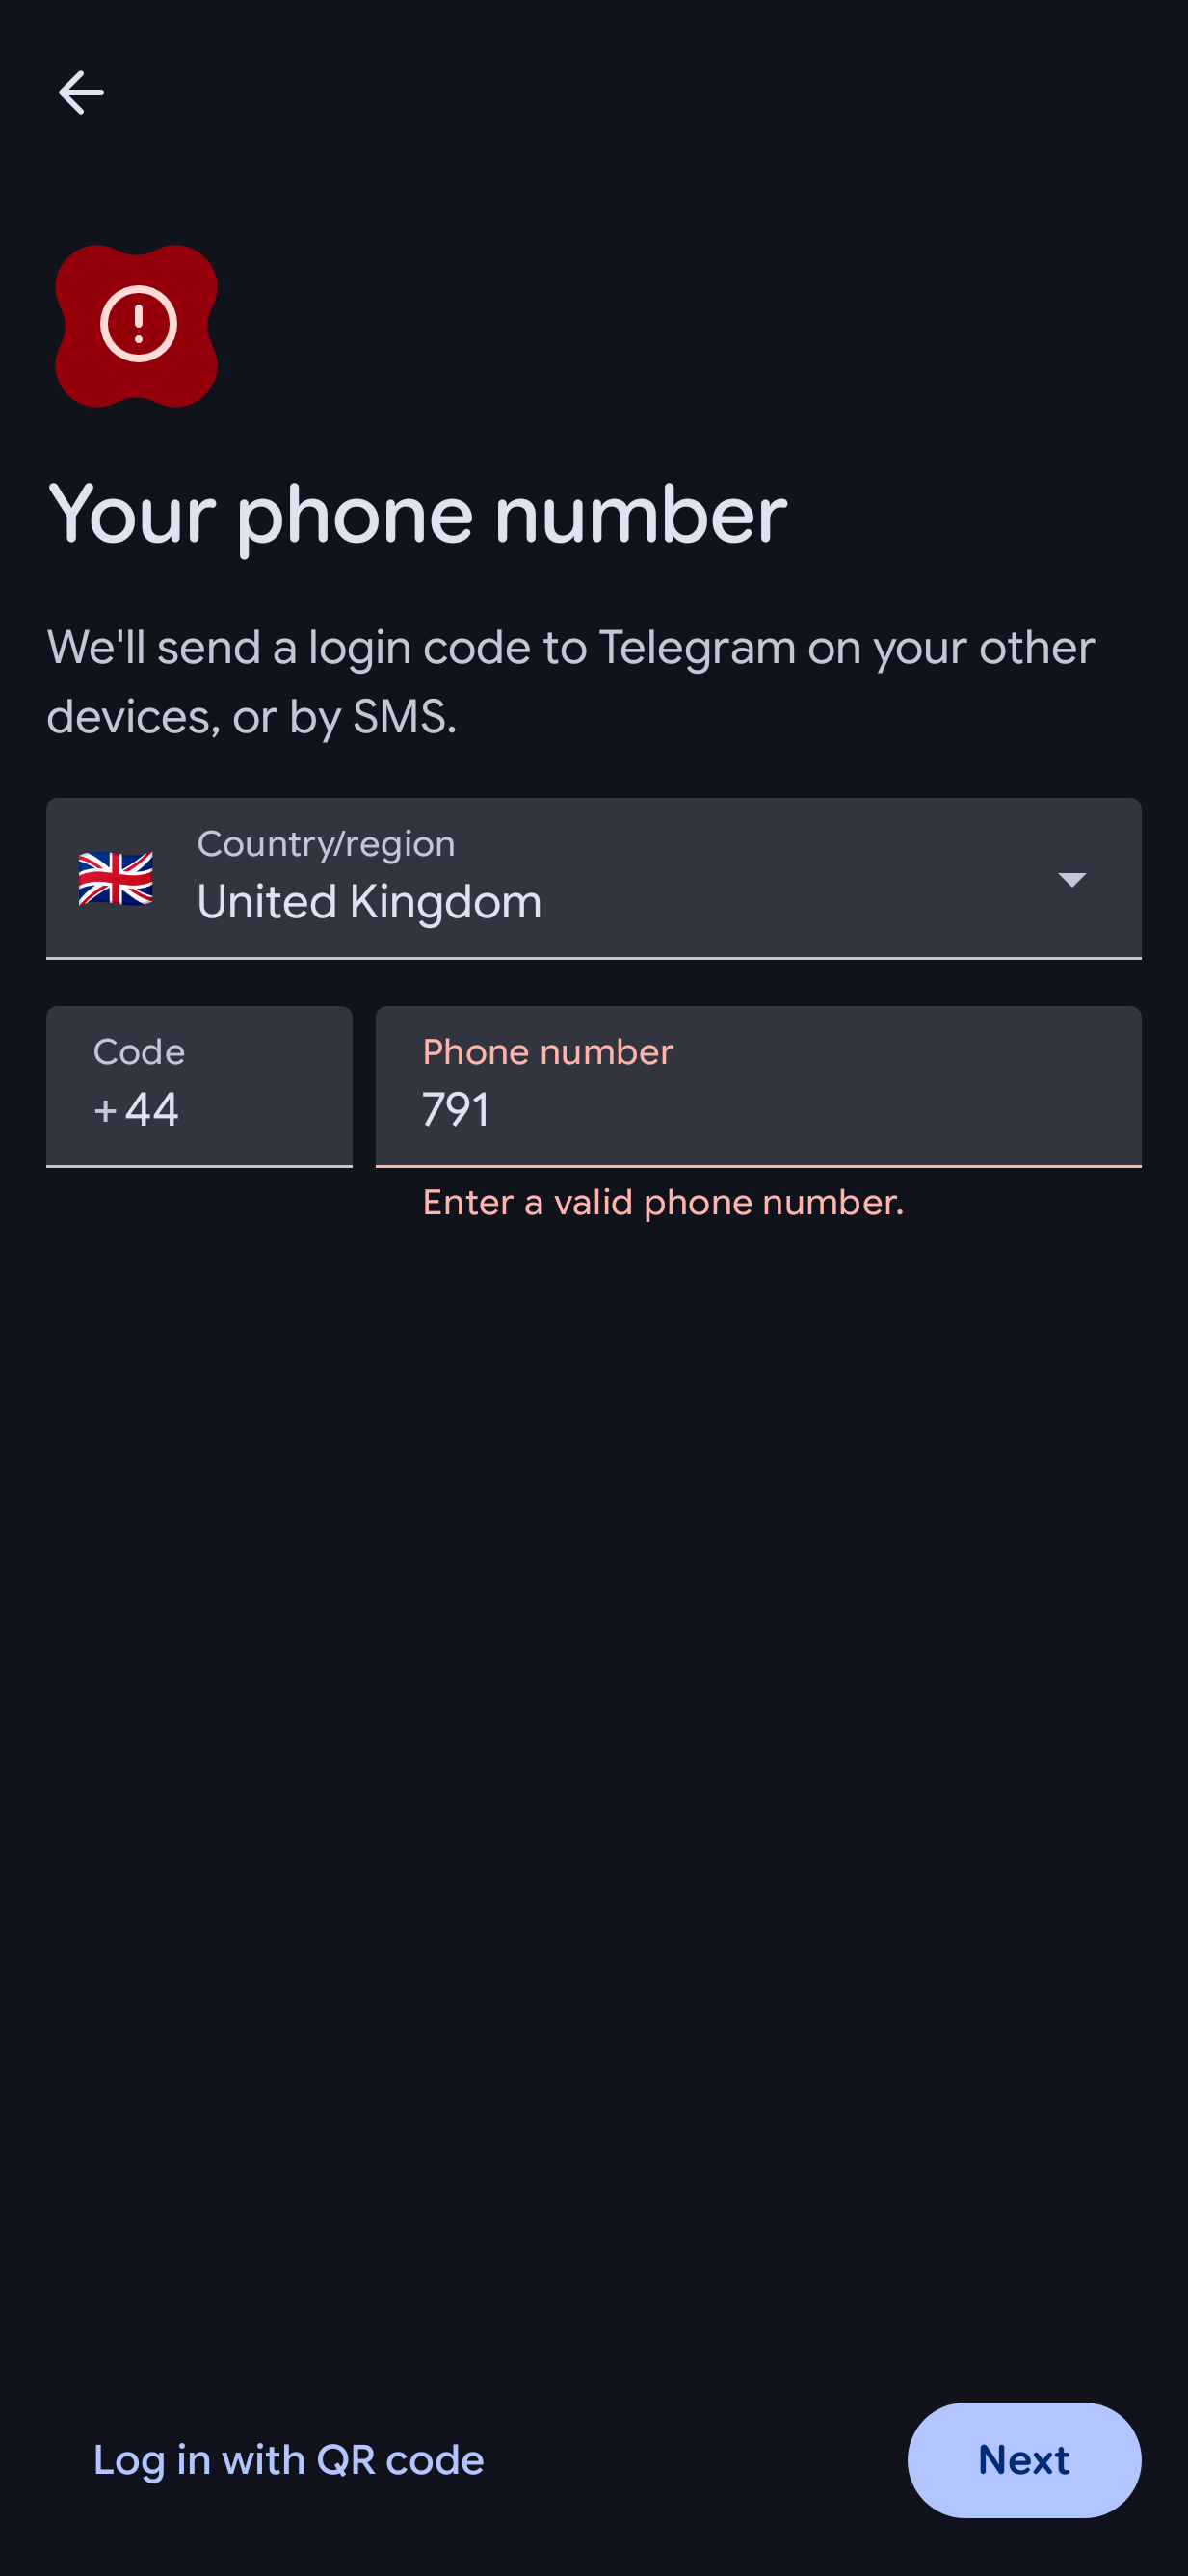 Your phone number
We'll send a login code to Telegram on your other
devices, or by SMS.
Country/region
United Kingdom
Code
+44
Phone number
791
Enter a valid phone number.
Log in with QR code
Next